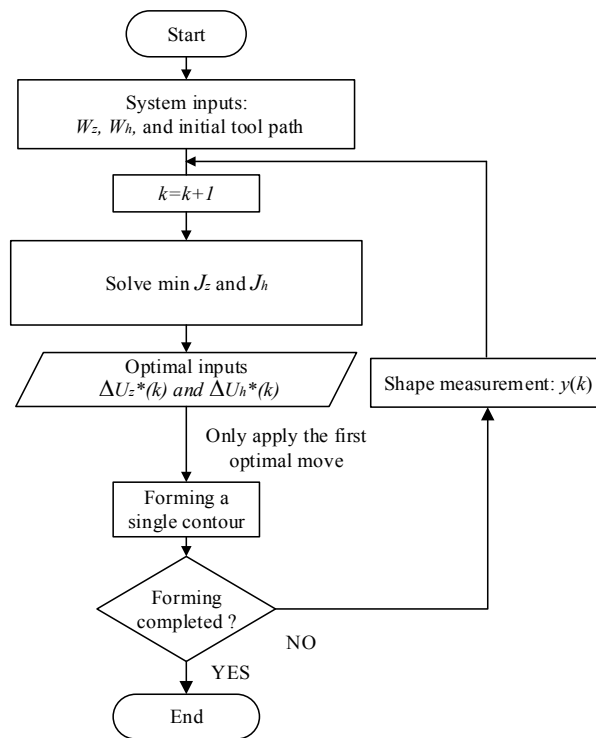 Start
System inputs:
Wz, Wh, and initial tool path
k=k+1
Solve min Jz and Jh
Optimal inputs
ΔUz*(k) and ΔUh*(k)
Shape measurement: y(k)
Only apply the first
optimal move
Forming a
single contour
Forming
completed ?
NO
YES
End